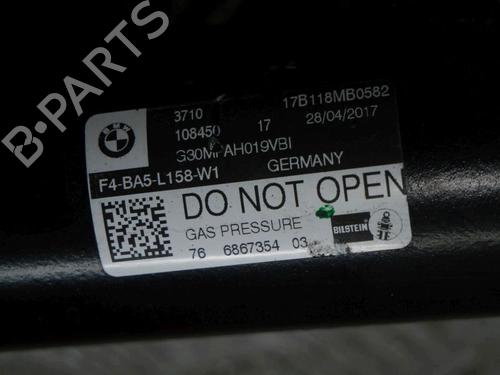 B-PARTS
BMW
3710
17B118MB0582
108450
17
28/04/2017
G30MPAH019VBI
F4-BA5-L158-W1
GERMANY
DO NOT OPEN
GAS PRESSURE
76 6867354 03
BILSTEIN